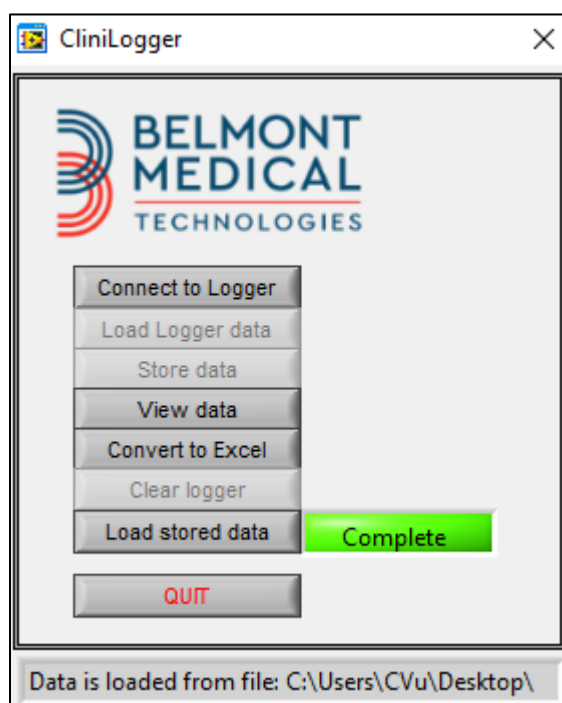 CliniLogger
BELMONT
MEDICAL
TECHNOLOGIES
Connect to Logger
Load Logger data
Store data
View data
Convert to Excel
Clear logger
Load stored data
Complete
QUIT
Data is loaded from file: C:\Users\CVu\Desktop\